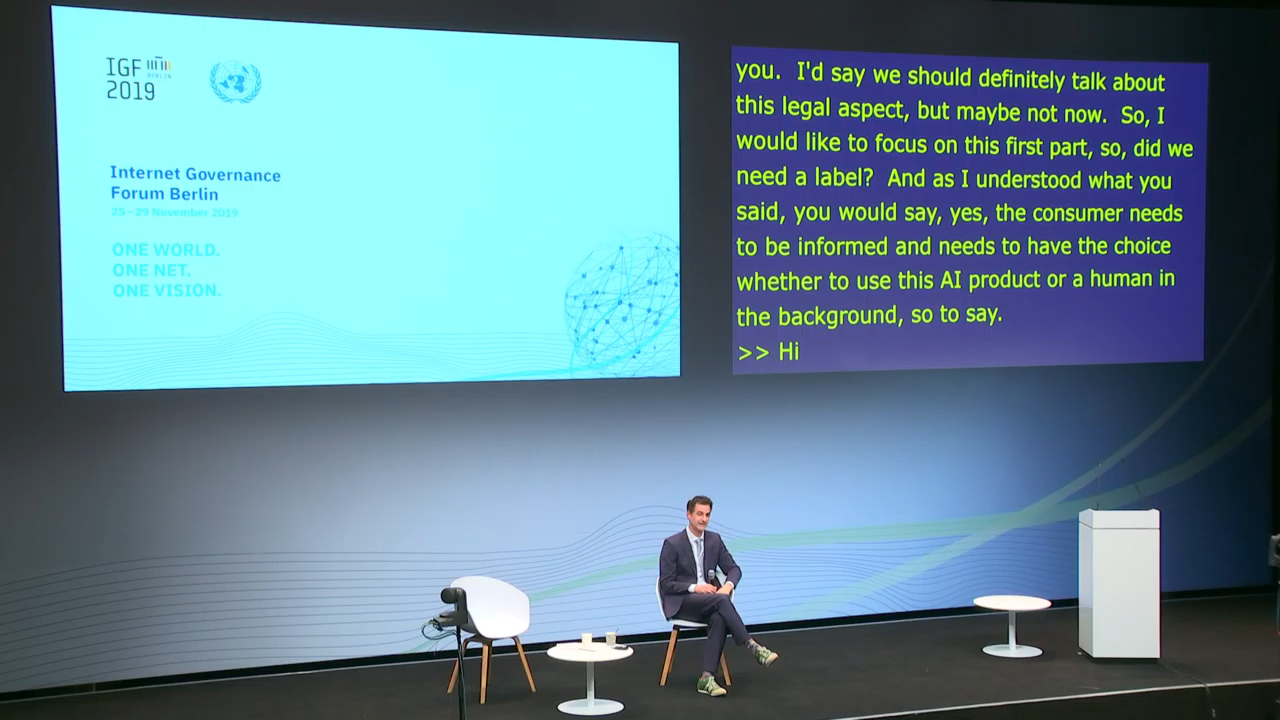 IGF
BERLIN
2019
Internet Governance
Forum Berlin
25 – 29 November 2019
ONE WORLD.
ONE NET.
ONE VISION.
you.  I'd say we should definitely talk about
this legal aspect, but maybe not now.  So, I
would like to focus on this first part, so, did we
need a label?  And as I understood what you
said, you would say, yes, the consumer needs
to be informed and needs to have the choice
whether to use this AI product or a human in
the background, so to say.
>> Hi